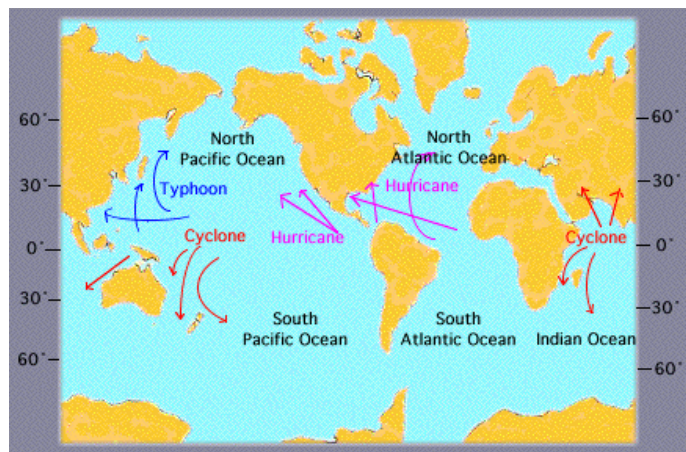 60°
North
Pacific Ocean
North
Atlantic Ocean
60°
30°
Typhoon
Hurricane
30°
Cyclone
Hurricane
Cyclone
0°
0°
30°
South
Pacific Ocean
South
Atlantic Ocean
Indian Ocean
30°
60°
60°